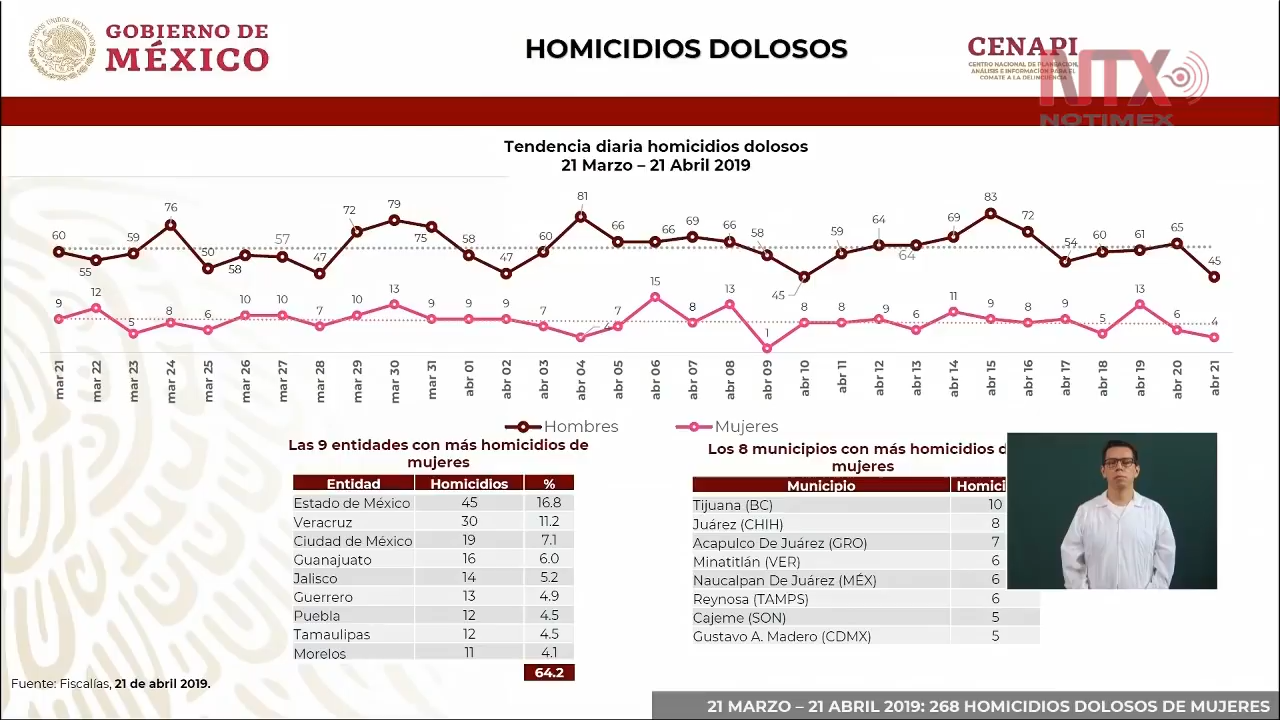 GOBIERNO DE
MÉXICO
HOMICIDIOS DOLOSOS
CENAPI
CENTRO NACIONAL DE PLANEACIÓN,
ANÁLISIS E INFORMACIÓN PARA EL
COMBATE A LA DELINCUENCIA
NTX
NOTIMEX
Tendencia diaria homicidios dolosos
21 Marzo – 21 Abril 2019
60 55 59 76 50 58 57 47 72 79 75 58 47 60 81 66 66 69 66 58 45 59 64 64 69 83 72 54 60 61 65 45
9 12 5 8 6 10 10 7 10 13 9 9 9 7 4 7 15 8 13 1 8 8 9 6 11 9 8 9 5 13 6 4
mar 21 mar 22 mar 23 mar 24 mar 25 mar 26 mar 27 mar 28 mar 29 mar 30 mar 31 abr 01 abr 02 abr 03 abr 04 abr 05 abr 06 abr 07 abr 08 abr 09 abr 10 abr 11 abr 12 abr 13 abr 14 abr 15 abr 16 abr 17 abr 18 abr 19 abr 20 abr 21
Hombres Mujeres
Las 9 entidades con más homicidios de
mujeres
Entidad Homicidios %
Estado de México 45 16.8
Veracruz 30 11.2
Ciudad de México 19 7.1
Guanajuato 16 6.0
Jalisco 14 5.2
Guerrero 13 4.9
Puebla 12 4.5
Tamaulipas 12 4.5
Morelos 11 4.1
64.2
Los 8 municipios con más homicidios d
mujeres
Municipio Homici
Tijuana (BC) 10
Juárez (CHIH) 8
Acapulco De Juárez (GRO) 7
Minatitlán (VER) 6
Naucalpan De Juárez (MÉX) 6
Reynosa (TAMPS) 6
Cajeme (SON) 5
Gustavo A. Madero (CDMX) 5
Fuente: Fiscalías, 21 de abril 2019.
21 MARZO – 21 ABRIL 2019: 268 HOMICIDIOS DOLOSOS DE MUJERES